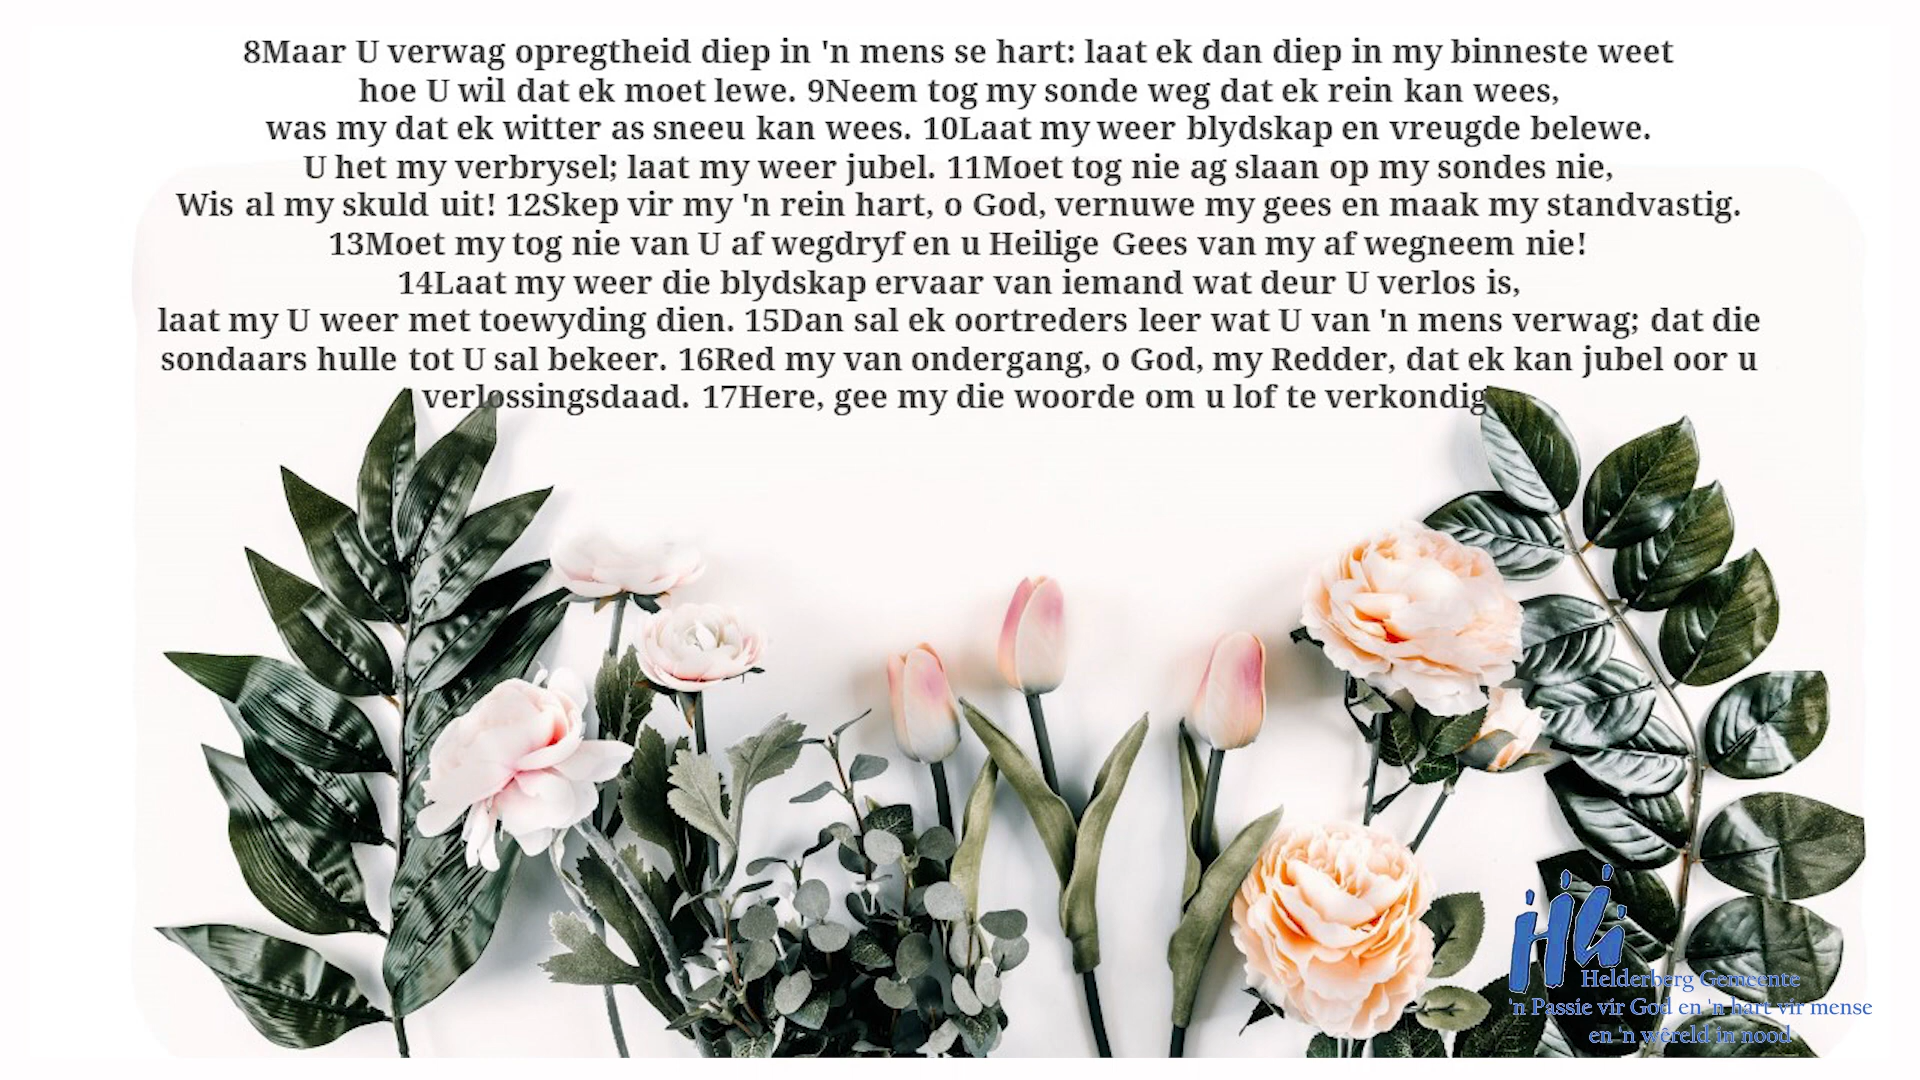 8Maar U verwag opregtheid diep in 'n mens se hart: laat ek dan diep in my binneste weet
hoe U wil dat ek moet lewe. 9Neem tog my sonde weg dat ek rein kan wees,
was my dat ek witter as sneeu kan wees. 10Laat my weer blydskap en vreugde belewe.
U het my verbrysel; laat my weer jubel. 11Moet tog nie ag slaan op my sondes nie,
Wis al my skuld uit! 12Skep vir my 'n rein hart, o God, vernuwe my gees en maak my standvastig.
13Moet my tog nie van U af wegdryf en u Heilige Gees van my af wegneem nie!
14Laat my weer die blydskap ervaar van iemand wat deur U verlos is,
laat my U weer met toewyding dien. 15Dan sal ek oortreders leer wat U van 'n mens verwag; dat die
sondaars hulle tot U sal bekeer. 16Red my van ondergang, o God, my Redder, dat ek kan jubel oor u
verlossingsdaad. 17Here, gee my die woorde om u lof te verkondig
Helderberg Gemeente
'n Passie vir God en 'n hart vir mense
en 'n wêreld in nood